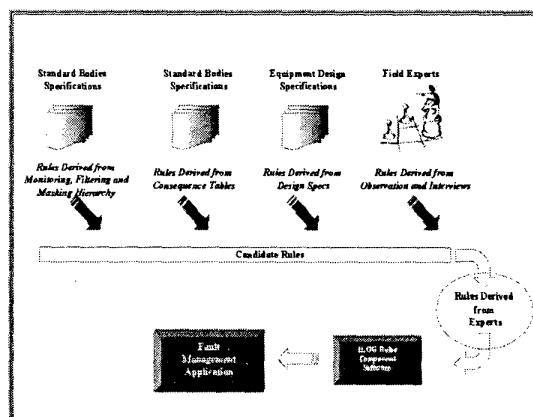 Standard Bodies
Specifications
Standard Bodies
Specifications
Equipment Design
Specifications
Field Experts
Rules Derived from
Monitoring, Filtering and
Masking Hierarchy
Rules Derived from
Consequence Tables
Rules Derived from
Design Specs
Rules Derived from
Observation and Interviews
Candidate Rules
Rules Derived
from
Experts
Fault
Management
Application
ILOG Rules
Component
Software